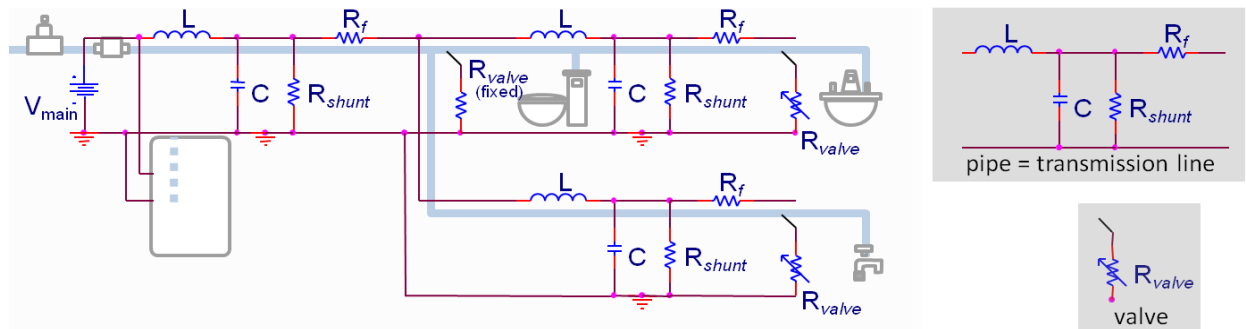 L
R_f
L
R_f
V_main
C
R_shunt
R_valve
(fixed)
C
R_shunt
R_valve
L
R_f
C
R_shunt
R_valve
L
R_f
C
R_shunt
pipe = transmission line
R_valve
valve